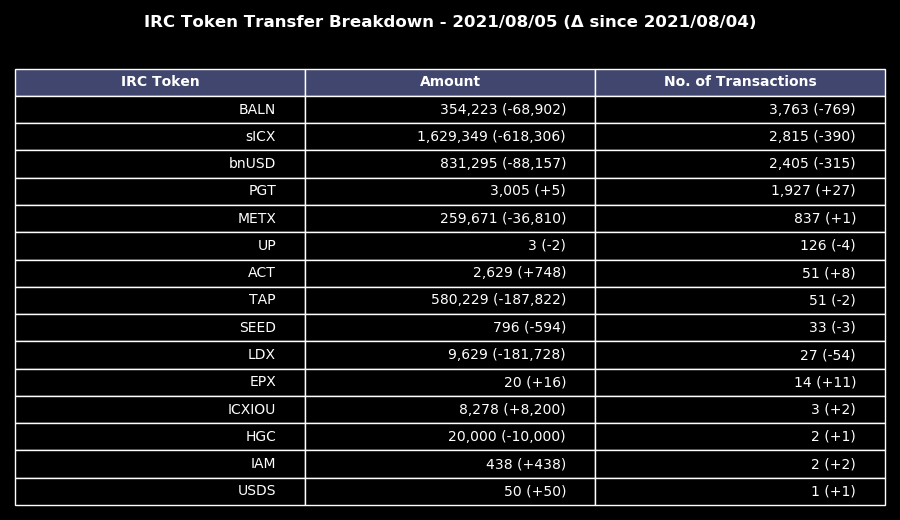 IRC Token Transfer Breakdown - 2021/08/05 (Δ since 2021/08/04)
IRC Token Amount No. of Transactions
BALN 354,223 (-68,902) 3,763 (-769)
sICX 1,629,349 (-618,306) 2,815 (-390)
bnUSD 831,295 (-88,157) 2,405 (-315)
PGT 3,005 (+5) 1,927 (+27)
METX 259,671 (-36,810) 837 (+1)
UP 3 (-2) 126 (-4)
ACT 2,629 (+748) 51 (+8)
TAP 580,229 (-187,822) 51 (-2)
SEED 796 (-594) 33 (-3)
LDX 9,629 (-181,728) 27 (-54)
EPX 20 (+16) 14 (+11)
ICXIOU 8,278 (+8,200) 3 (+2)
HGC 20,000 (-10,000) 2 (+1)
IAM 438 (+438) 2 (+2)
USDS 50 (+50) 1 (+1)